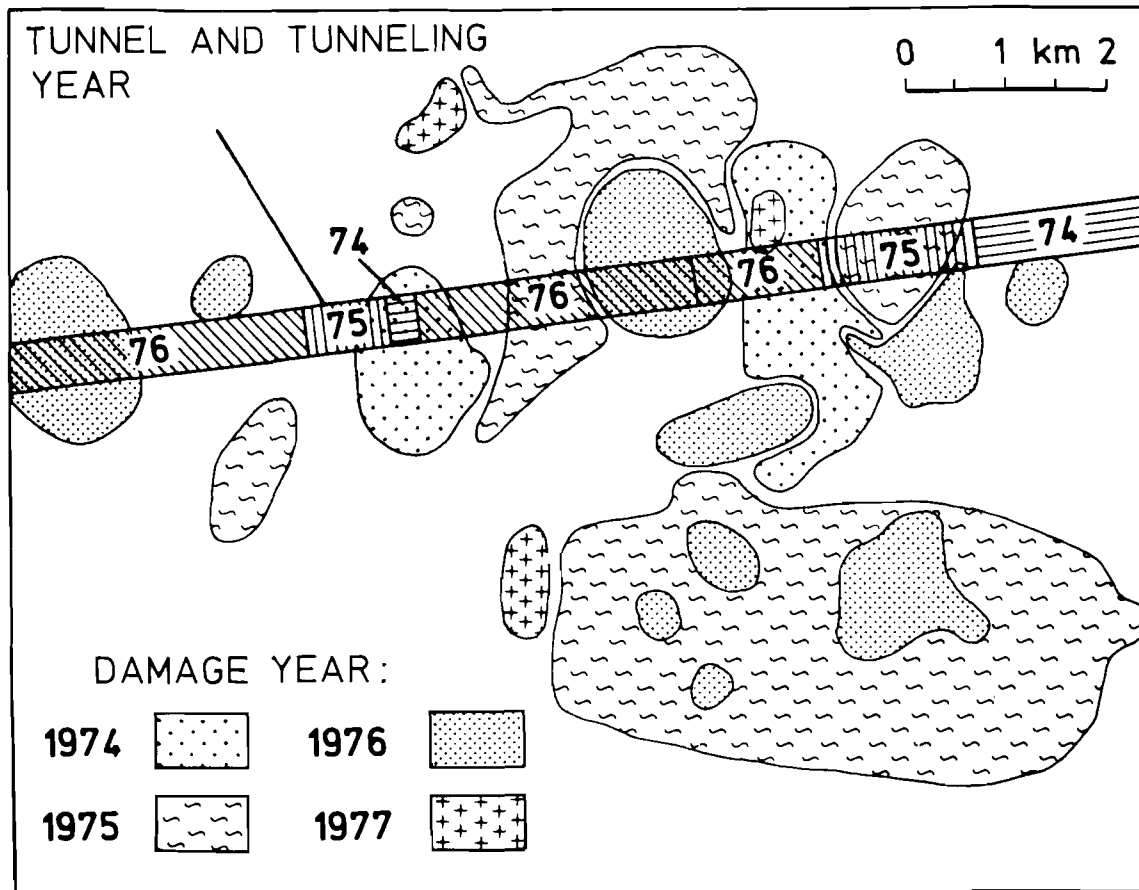 TUNNEL AND TUNNELING
YEAR
0 1 km 2
74
76
75
76
76
75
74
DAMAGE YEAR:
1974
1976
1975
1977